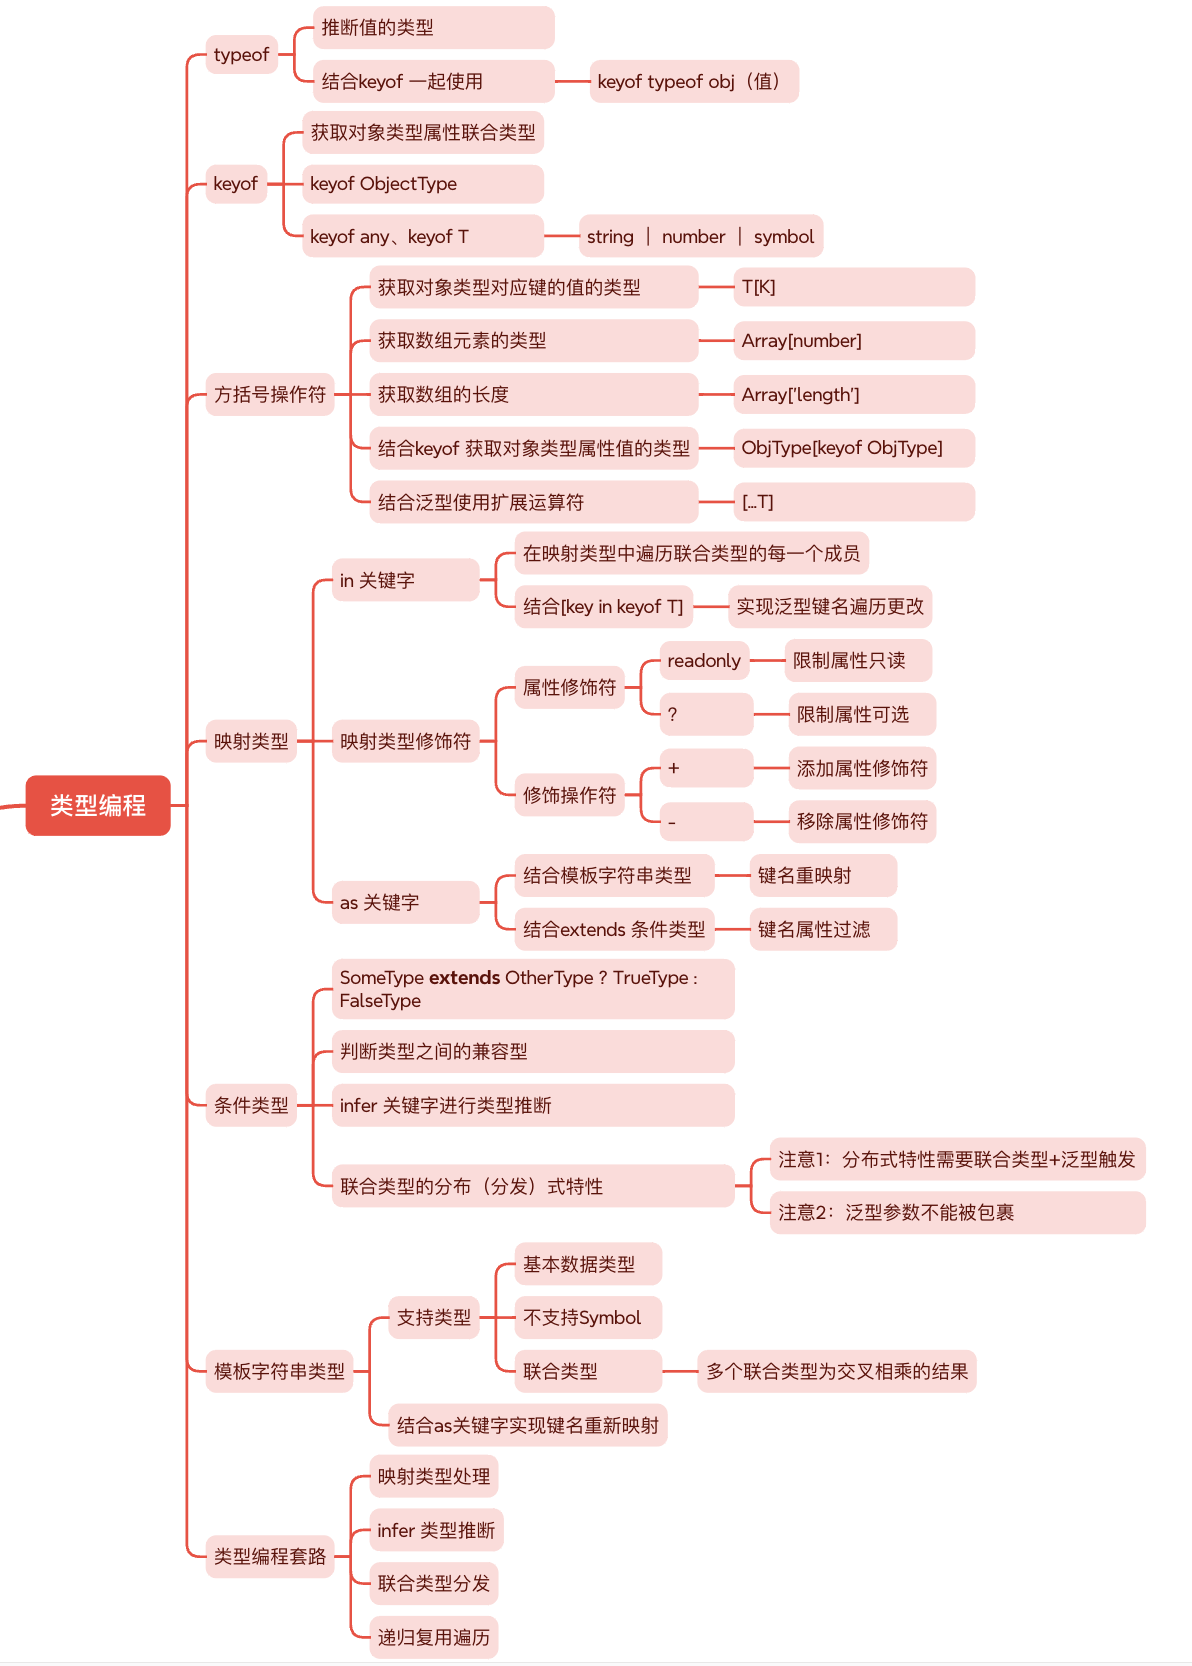 类型编程
typeof
推断值的类型
结合keyof 一起使用
keyof typeof obj（值）
keyof
获取对象类型属性联合类型
keyof ObjectType
keyof any、keyof T
string ｜ number ｜ symbol
方括号操作符
获取对象类型对应键的值的类型
T[K]
获取数组元素的类型
Array[number]
获取数组的长度
Array['length']
结合keyof 获取对象类型属性值的类型
ObjType[keyof ObjType]
结合泛型使用扩展运算符
[...T]
映射类型
in 关键字
在映射类型中遍历联合类型的每一个成员
结合[key in keyof T]
实现泛型键名遍历更改
映射类型修饰符
属性修饰符
readonly
限制属性只读
?
限制属性可选
修饰操作符
+
添加属性修饰符
-
移除属性修饰符
as 关键字
结合模板字符串类型
键名重映射
结合extends 条件类型
键名属性过滤
条件类型
SomeType extends OtherType ? TrueType :
FalseType
判断类型之间的兼容型
infer 关键字进行类型推断
联合类型的分布（分发）式特性
注意1：分布式特性需要联合类型+泛型触发
注意2：泛型参数不能被包裹
模板字符串类型
支持类型
基本数据类型
不支持Symbol
联合类型
多个联合类型为交叉相乘的结果
结合as关键字实现键名重新映射
类型编程套路
映射类型处理
infer 类型推断
联合类型分发
递归复用遍历